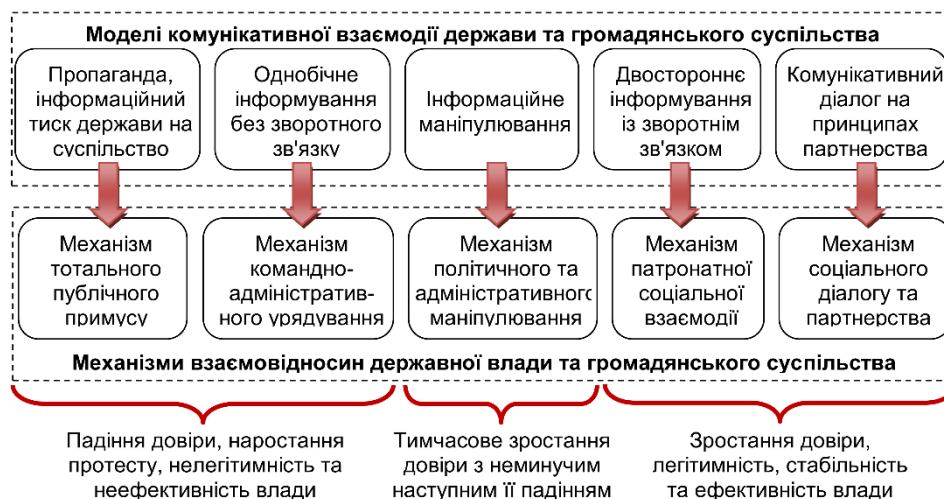 Моделі комунікативної взаємодії держави та громадянського суспільства
Пропаганда,
інформаційний
тиск держави на
суспільство
Однобічне
інформування
без зворотного
зв'язку
Інформаційне
маніпулювання
Двостороннє
інформування
із зворотнім
зв'язком
Комунікативний
діалог на
принципах
партнерства
Механізм
тотального
публічного
примусу
Механізм
командно-
адміністратив-
ного урядування
Механізм
політичного та
адміністративного
маніпулювання
Механізм
патронатної
соціальної
взаємодії
Механізм
соціального
діалогу та
партнерства
Механізми взаємовідносин державної влади та громадянського суспільства
Падіння довіри, наростання
протесту, нелегітимність та
неефективність влади
Тимчасове зростання
довіри з неминучим
наступним її падінням
Зростання довіри,
легітимність, стабільність
та ефективність влади